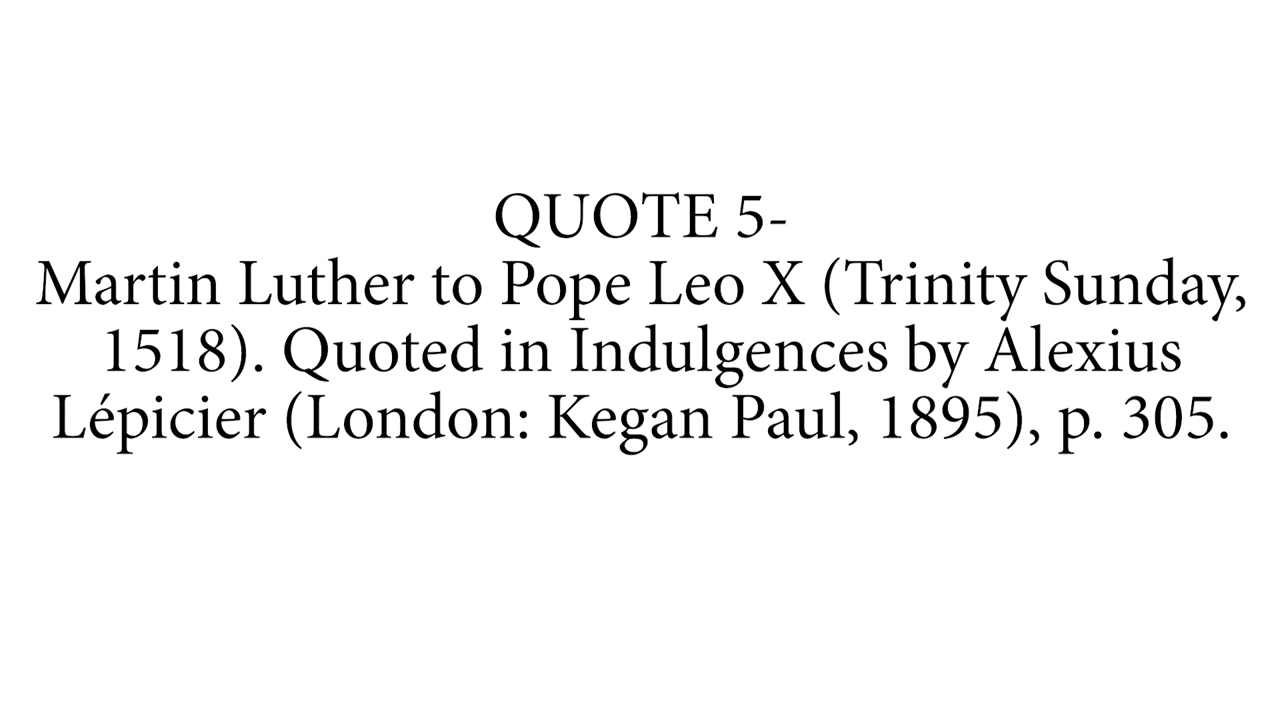 QUOTE 5-
Martin Luther to Pope Leo X (Trinity Sunday,
1518). Quoted in Indulgences by Alexius
Lépicier (London: Kegan Paul, 1895), p. 305.